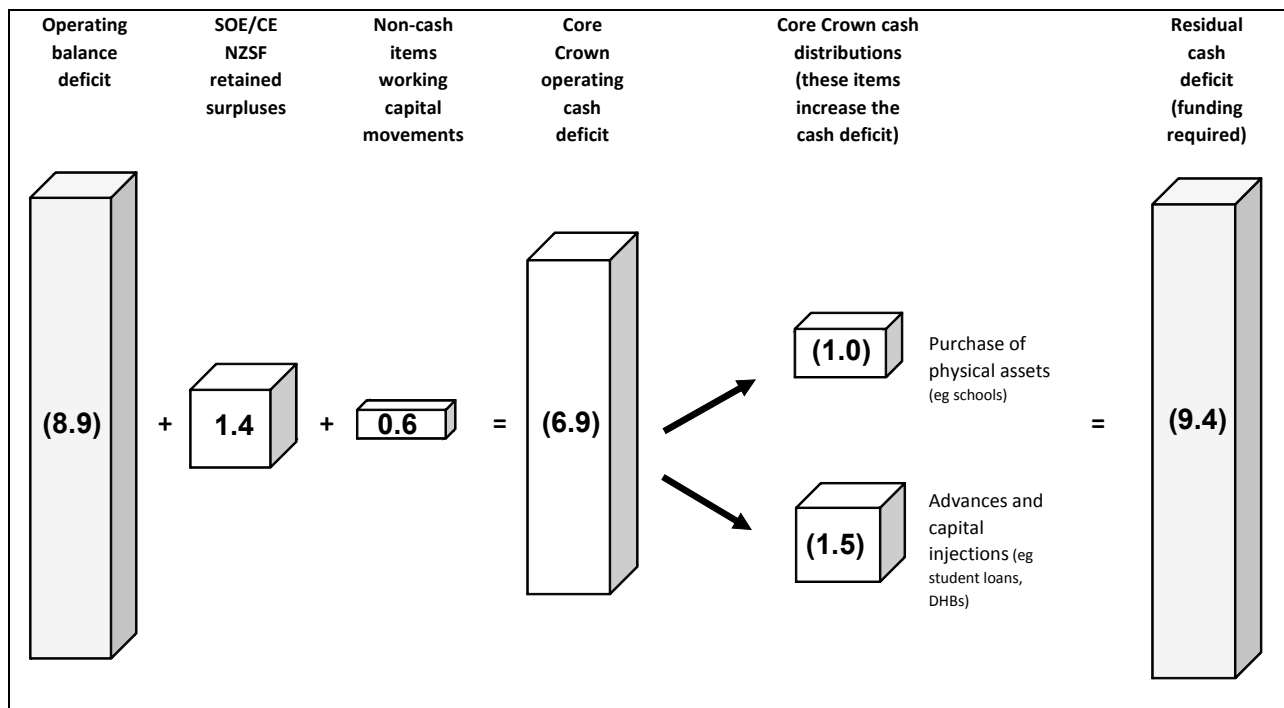 Operating
balance
deficit
SOE/CE
NZSF
retained
surpluses
Non-cash
items
working
capital
movements
Core
Crown
operating
cash
deficit
Core Crown cash
distributions
(these items
increase the
cash deficit)
Residual
cash
deficit
(funding
required)
(8.9)
+
1.4
+
0.6
=
(6.9)
(1.0)
Purchase of
physical assets
(eg schools)
(1.5)
Advances and
capital
injections (eg
student loans,
DHBs)
=
(9.4)